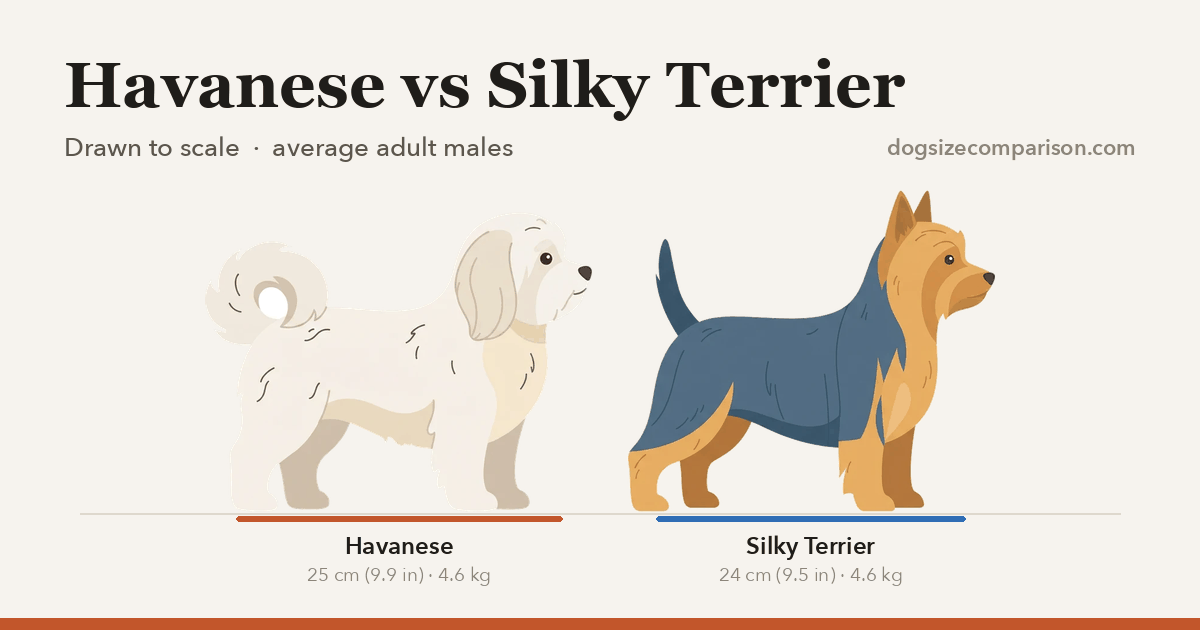 Havanese vs Silky Terrier
Drawn to scale · average adult males
dogsizecomparison.com
Havanese
25 cm (9.9 in) · 4.6 kg
Silky Terrier
24 cm (9.5 in) · 4.6 kg